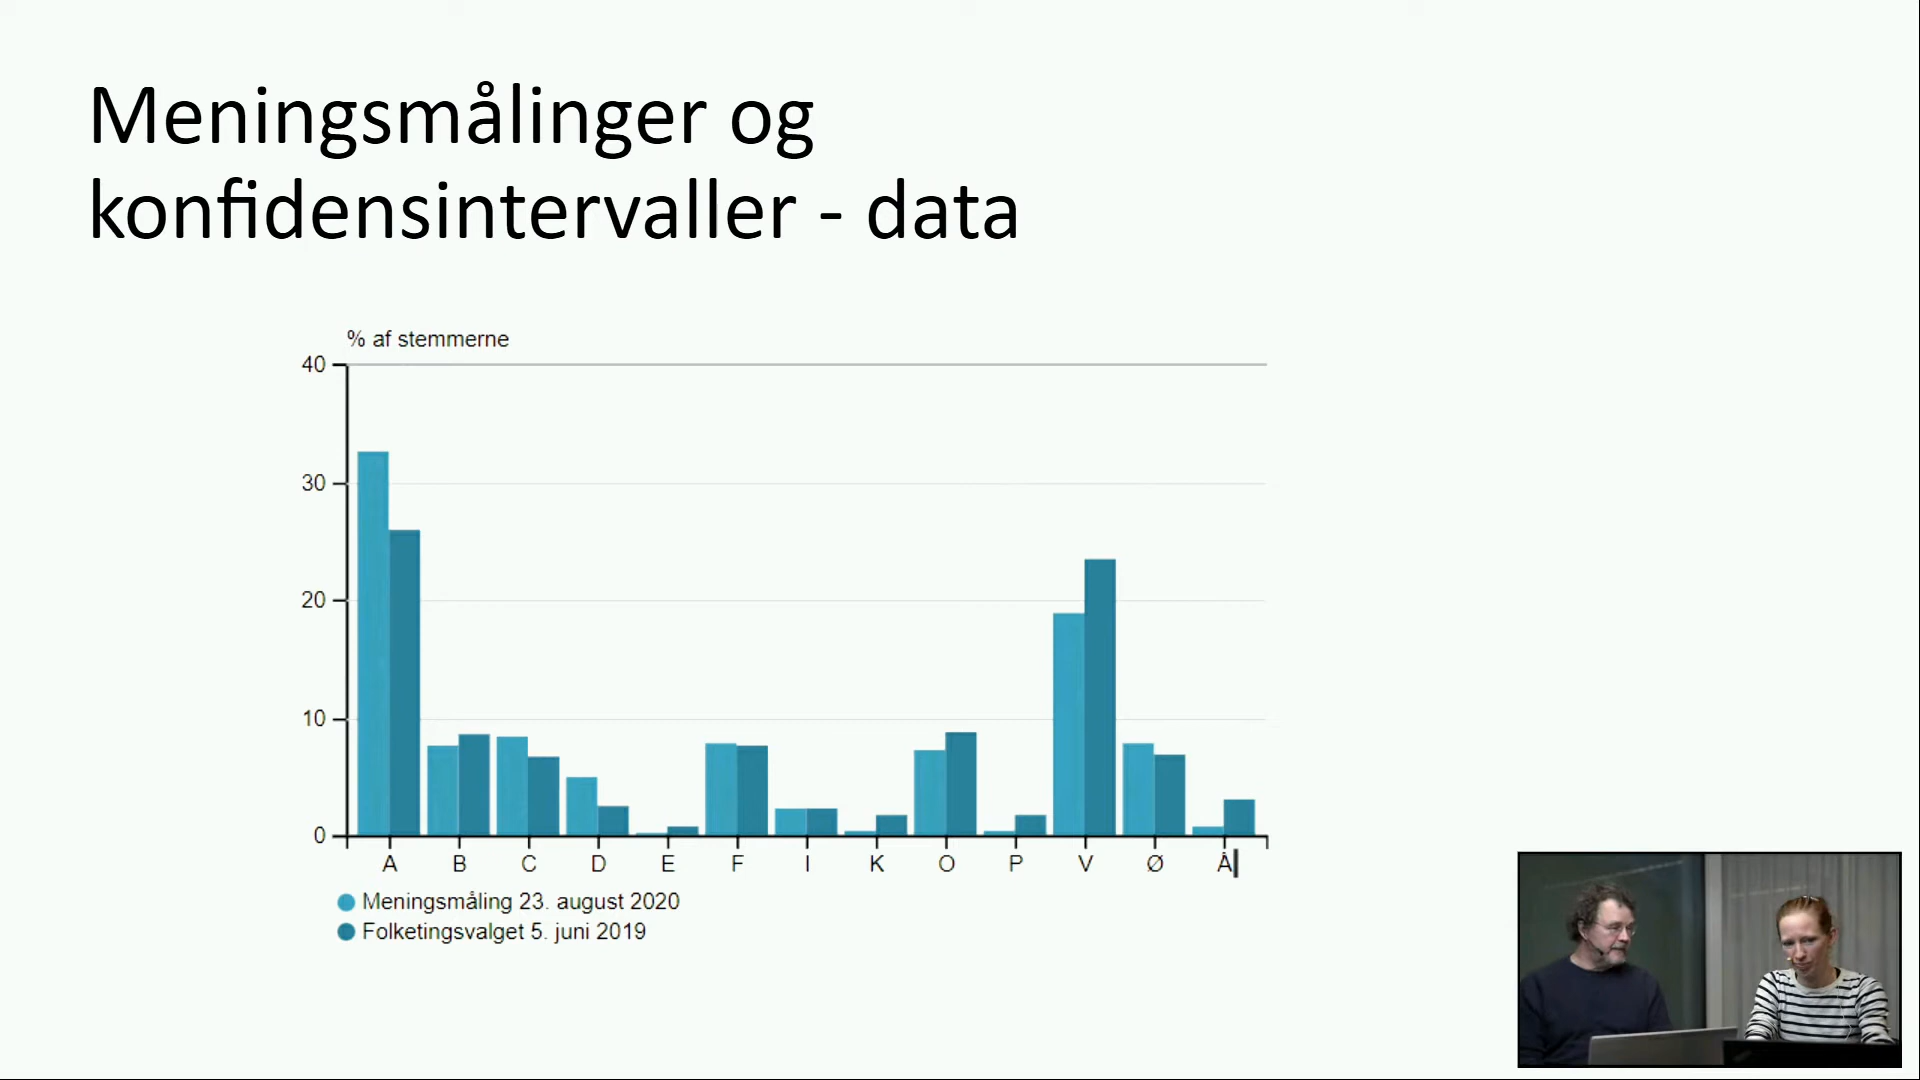 Meningsmålinger og
konfidensintervaller - data
% af stemmerne
40
30
20
10
0
A B C D E F I K O P V Ø Å
Meningsmåling 23. august 2020
Folketingsvalget 5. juni 2019